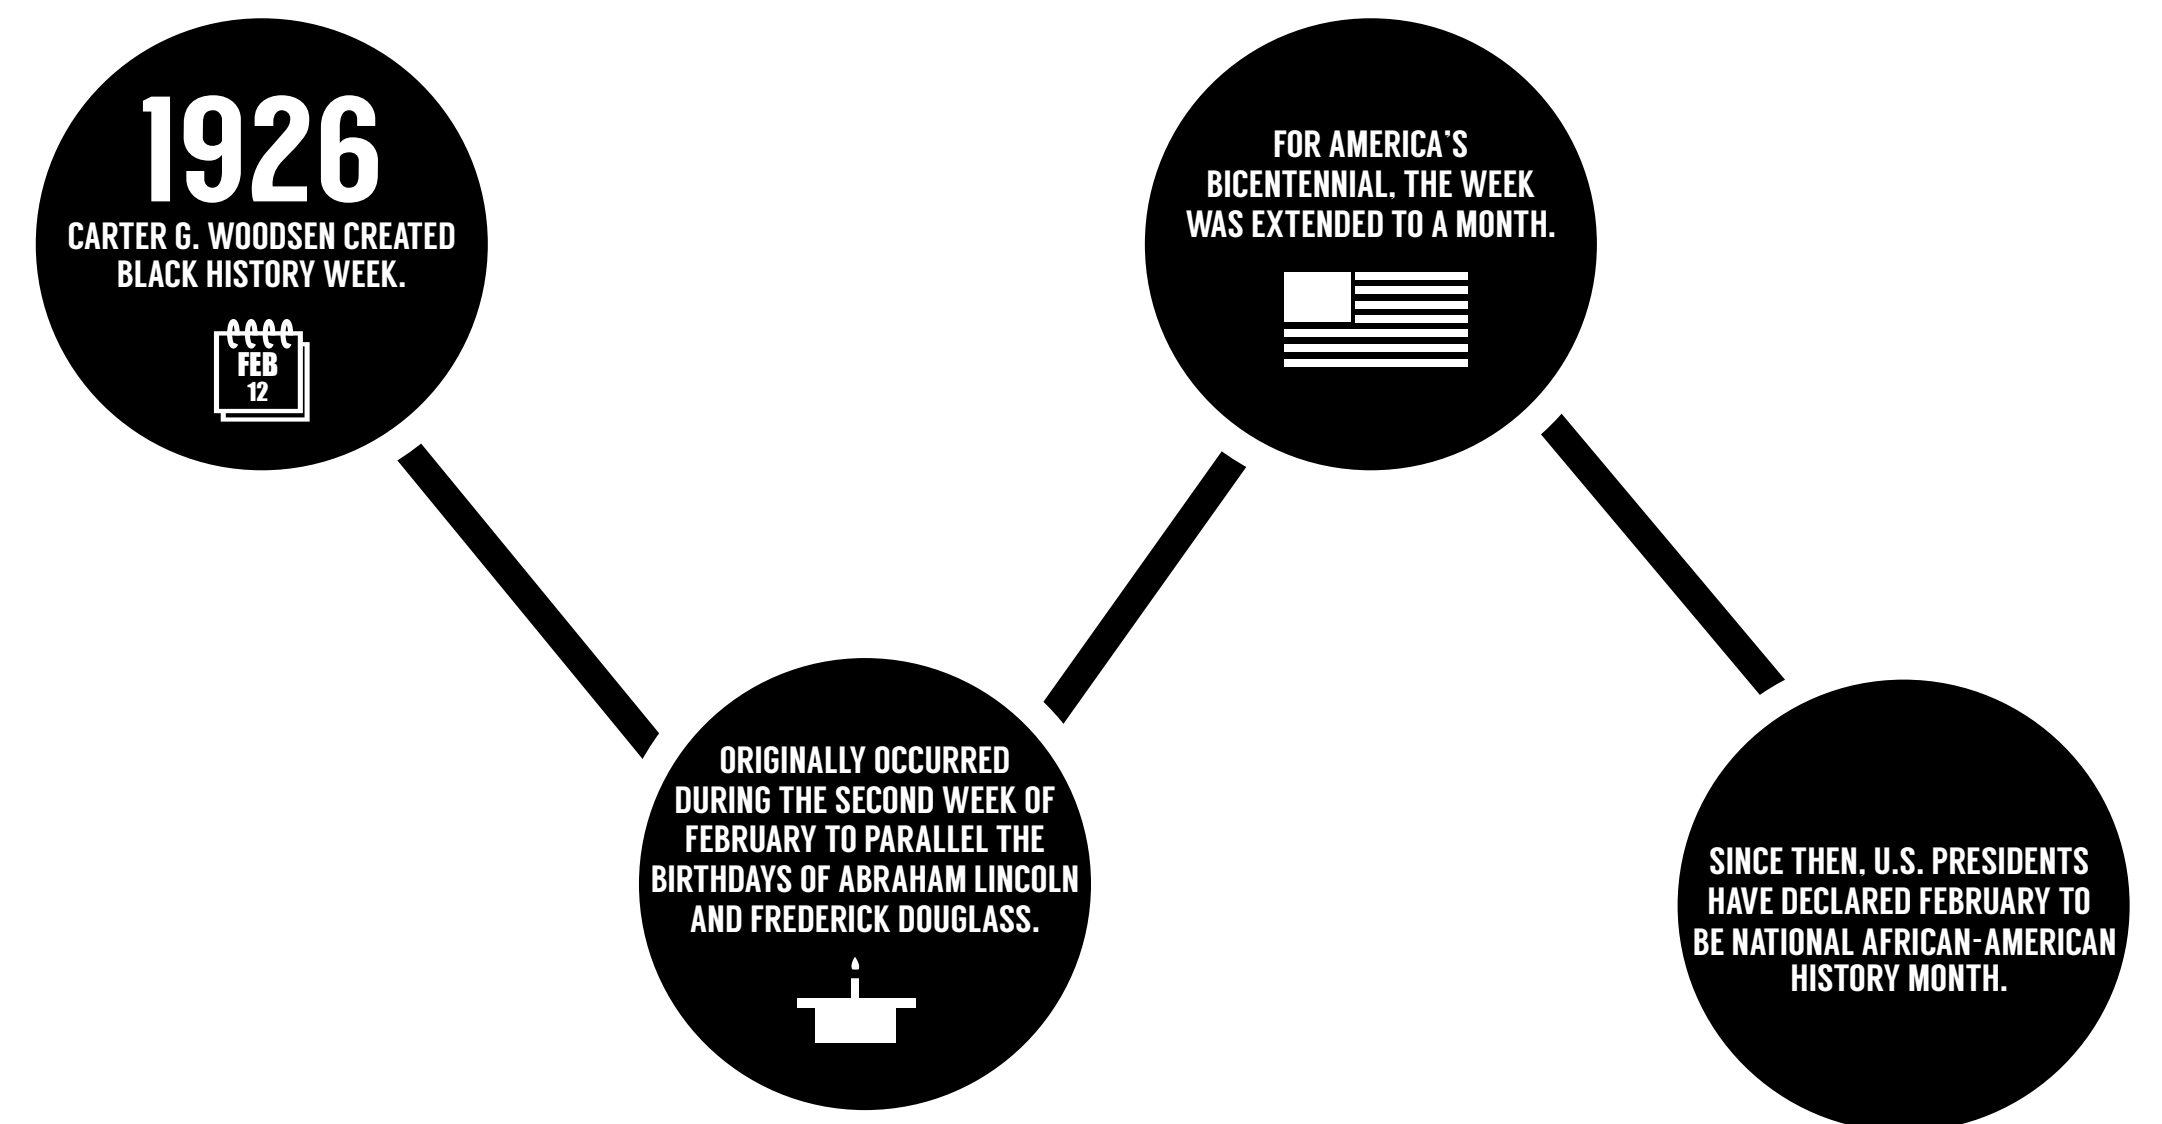 1926
CARTER G. WOODSEN CREATED
BLACK HISTORY WEEK.
FEB
12
ORIGINALLY OCCURRED
DURING THE SECOND WEEK OF
FEBRUARY TO PARALLEL THE
BIRTHDAYS OF ABRAHAM LINCOLN
AND FREDERICK DOUGLASS.
FOR AMERICA'S
BICENTENNIAL, THE WEEK
WAS EXTENDED TO A MONTH.
SINCE THEN, U.S. PRESIDENTS
HAVE DECLARED FEBRUARY TO
BE NATIONAL AFRICAN-AMERICAN
HISTORY MONTH.